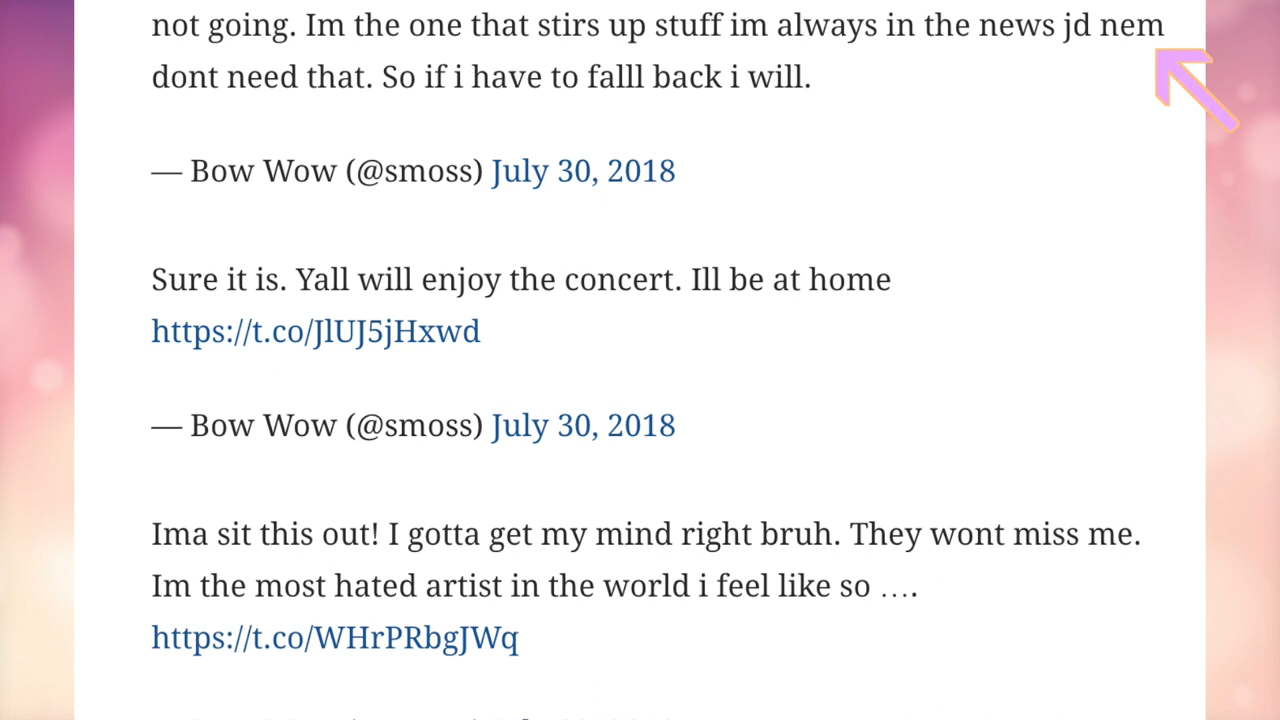 not going. Im the one that stirs up stuff im always in the news jd nem
dont need that. So if i have to falll back i will.
— Bow Wow (@smoss) July 30, 2018
Sure it is. Yall will enjoy the concert. Ill be at home
https://t.co/JlUJ5jHxwd
— Bow Wow (@smoss) July 30, 2018
Ima sit this out! I gotta get my mind right bruh. They wont miss me.
Im the most hated artist in the world i feel like so ….
https://t.co/WHrPRbgJWq